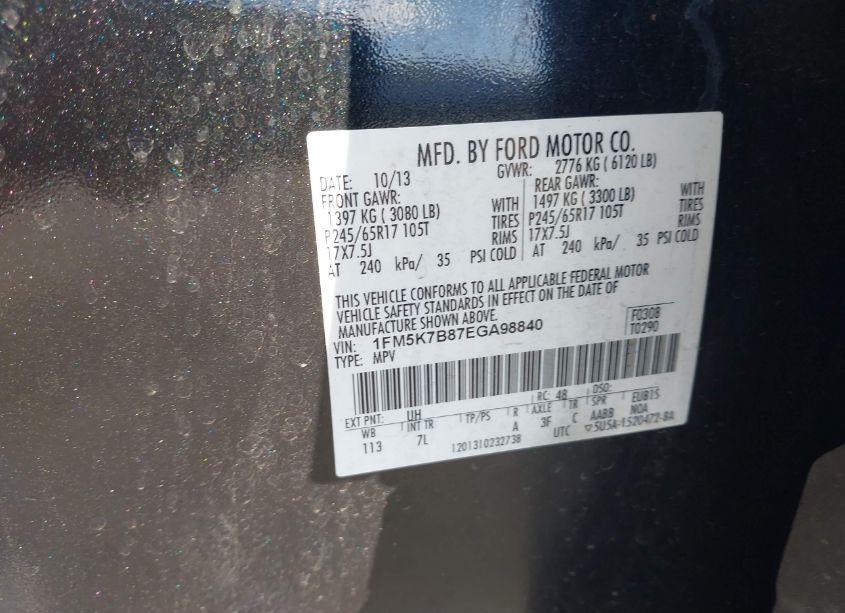 MFD. BY FORD MOTOR CO.
DATE: 10/13 GVWR: 2776 KG ( 6120 LB)
FRONT GAWR: REAR GAWR:
1397 KG ( 3080 LB) WITH 1497 KG ( 3300 LB) WITH
P245/65R17 105T TIRES P245/65R17 105T TIRES
17X7.5J RIMS 17X7.5J RIMS
AT 240 kPa/ 35 PSI COLD AT 240 kPa/ 35 PSI COLD
THIS VEHICLE CONFORMS TO ALL APPLICABLE FEDERAL MOTOR
VEHICLE SAFETY STANDARDS IN EFFECT ON THE DATE OF
MANUFACTURE SHOWN ABOVE.
VIN: 1FM5K7B87EGA98840 F0308
TYPE: MPV T0290
EXT PNT: UH RC: 48 DSO:
WB INT TR TP/PS R AXLE TR SPR EUB15
113 7L A 3F C AABB NOA
1201310232738 UTC ▽5U5A-1520472-BA